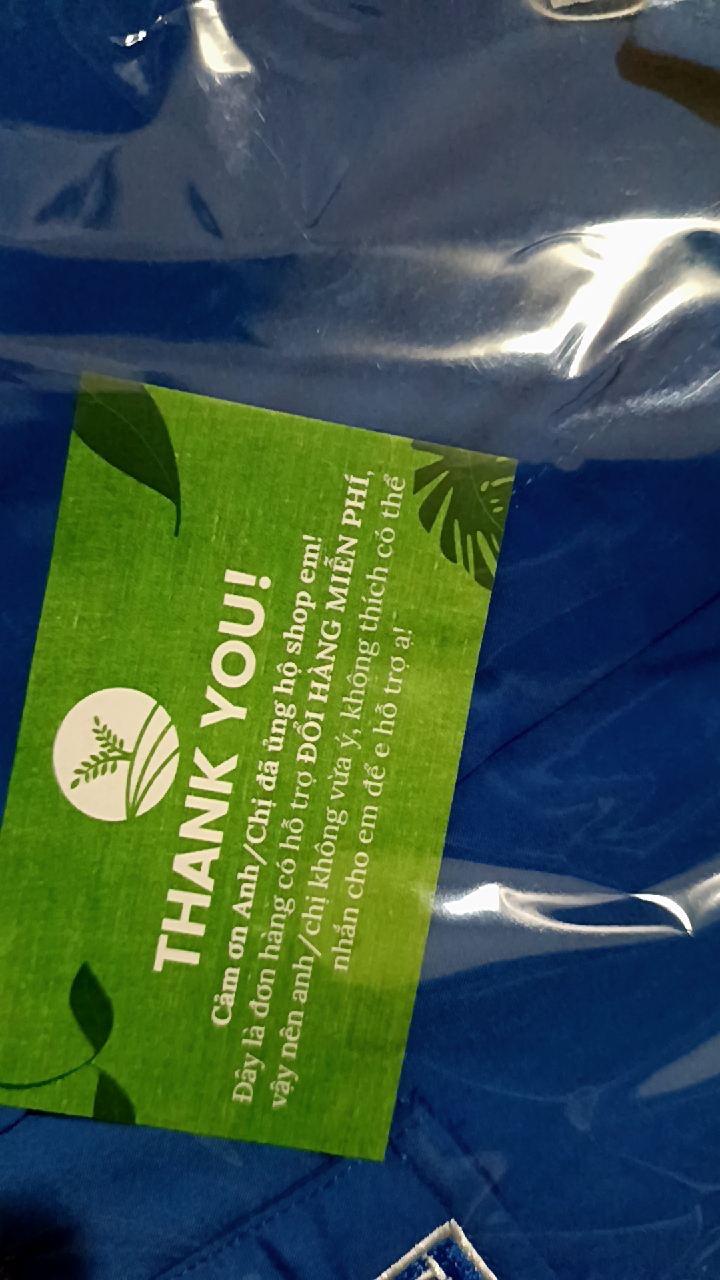 THANK YOU!
Cảm ơn Anh/Chị đã ủng hộ shop em!
Đây là đơn hàng có hỗ trợ ĐỔI HÀNG MIỄN PHÍ,
vậy nên anh/chị không vừa ý, không thích có thể
nhắn cho em để e hỗ trợ ạ!